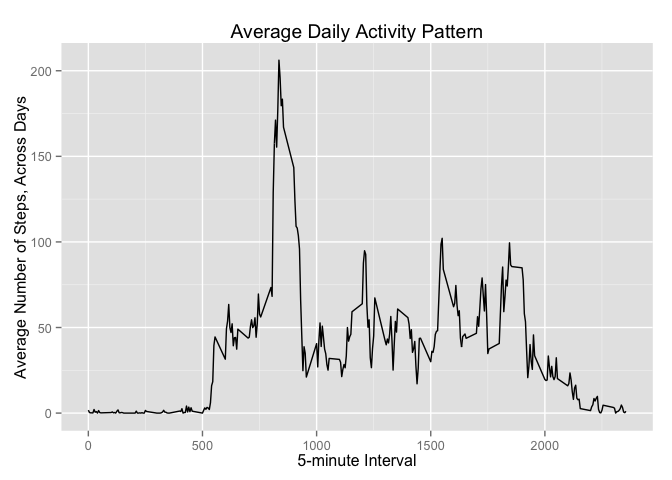 Average Daily Activity Pattern
Average Number of Steps, Across Days
200
150
100
50
0
0 500 1000 1500 2000
5-minute Interval